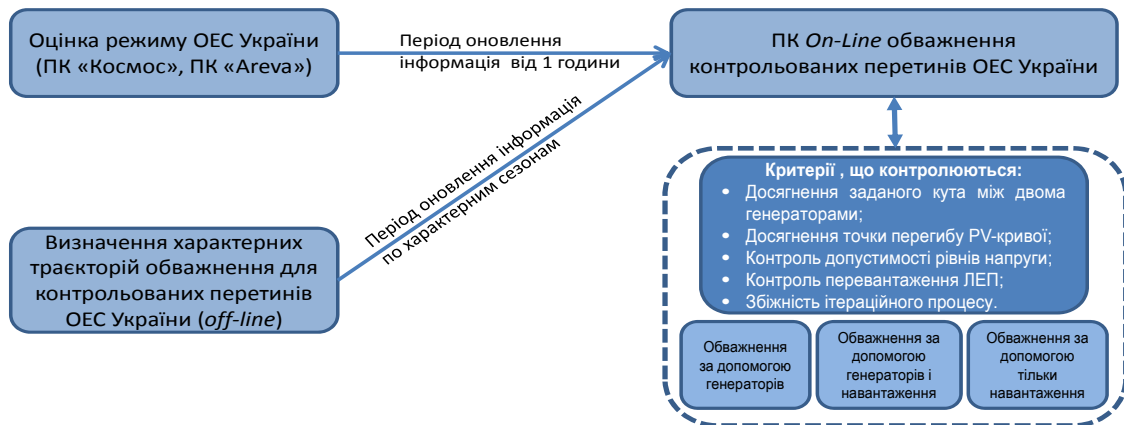 Оцінка режиму ОЕС України
(ПК «Космос», ПК «Areva»)
Період оновлення
інформація від 1 години
ПК On-Line обважнення
контрольованих перетинів ОЕС України
Період оновлення інформація
по характерним сезонам
Визначення характерних
траєкторій обважнення для
контрольованих перетинів
ОЕС України (off-line)
Критерії , що контролюються:
• Досягнення заданого кута між двома
генераторами;
• Досягнення точки перегибу PV-кривої;
• Контроль допустимості рівнів напруги;
• Контроль перевантаження ЛЕП;
• Збіжність ітераційного процесу.
Обважнення
за допомогою
генераторів
Обважнення за
допомогою
генераторів і
навантаження
Обважнення за
допомогою
тільки
навантаження